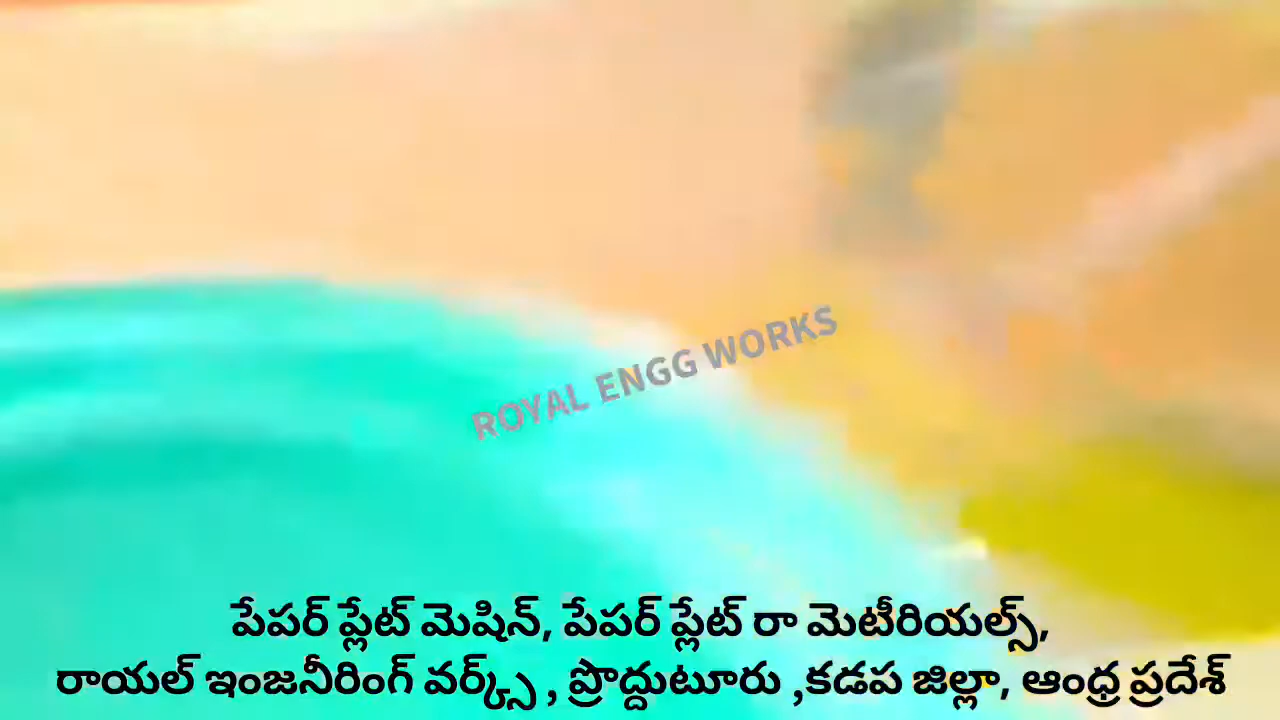 ROYAL ENGG WORKS
పేపర్ ప్లేట్ మెషిన్, పేపర్ ప్లేట్ రా మెటీరియల్స్,
రాయల్ ఇంజనీరింగ్ వర్క్స్ , ప్రొద్దుటూరు ,కడప జిల్లా, ఆంధ్ర ప్రదేశ్